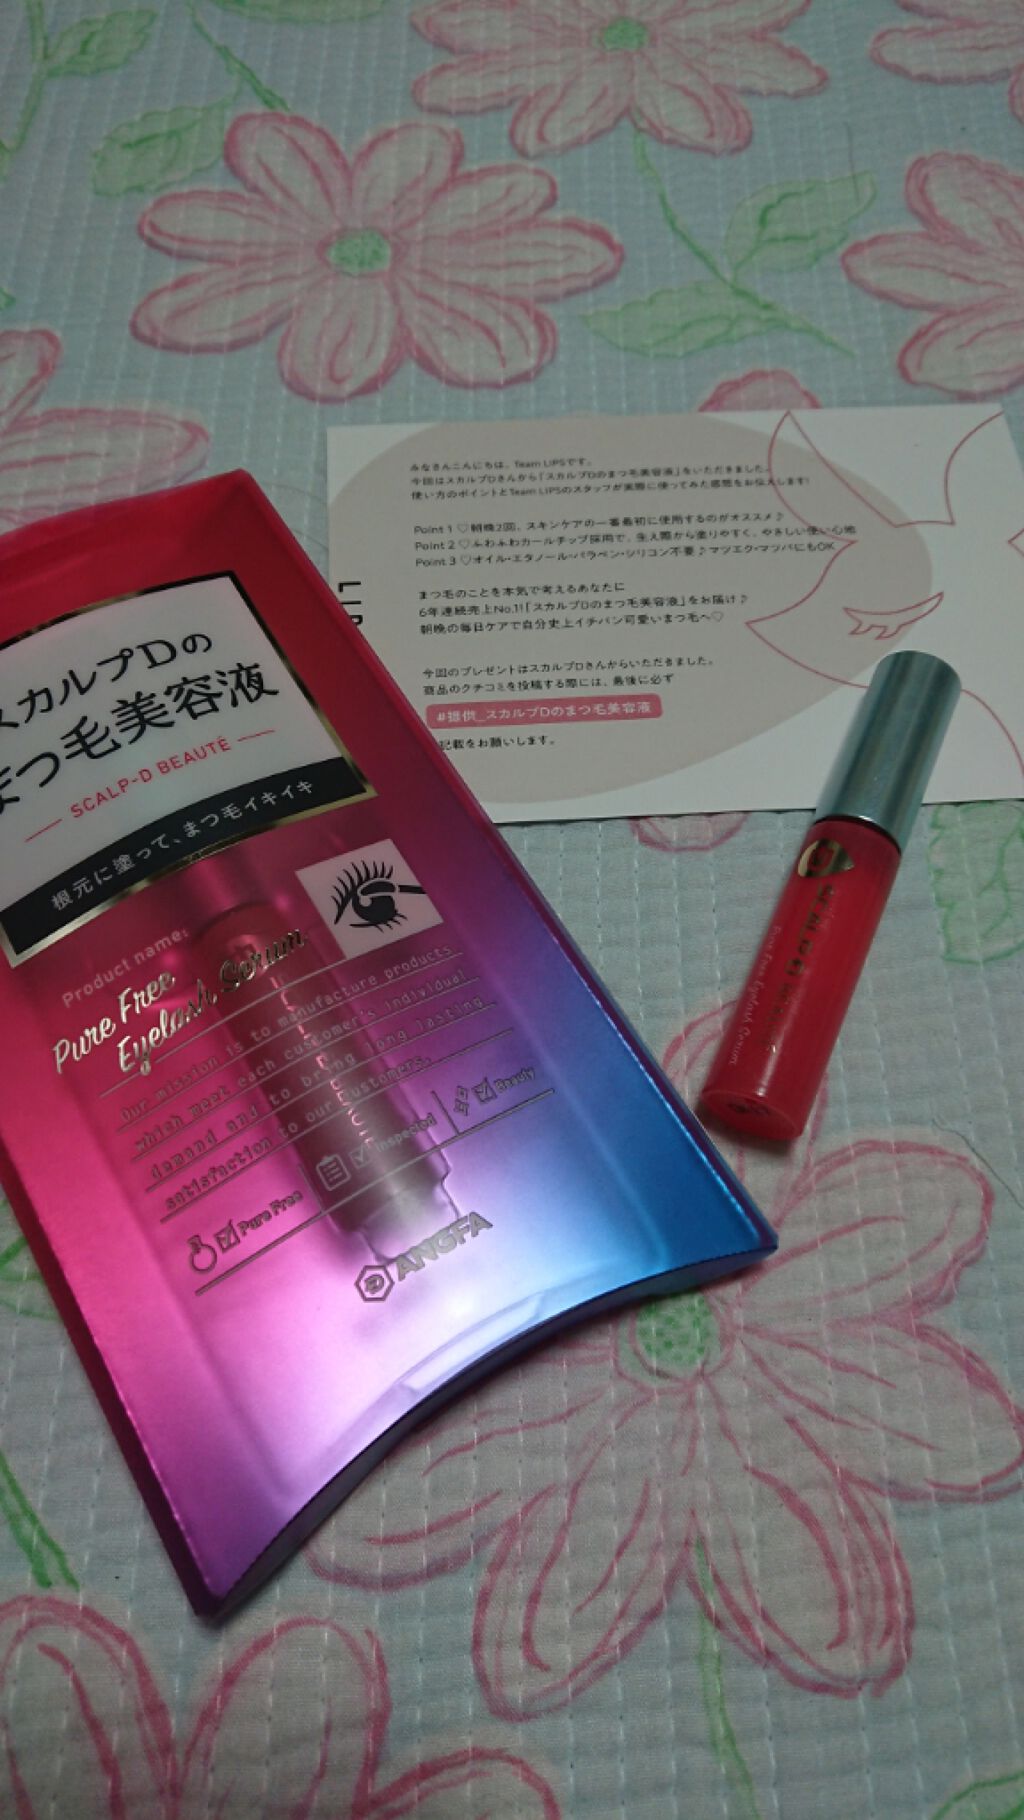 みなさんこんにちは、Team LIPSです。
今回はスカルプDさんから「スカルプDのまつ毛美容液」をいただきました。
使い方のポイントとTeam LIPSのスタッフが実際に使ってみた感想をお伝えします!
Point 1 ♡朝晩2回、スキンケアの一番最初に使用するのがオススメ♪
Point 2 ♡ふわふわカールチップ採用で、生え際から塗りやすく、やさしい使い心地
Point 3 ♡オイル・エタノール・パラベン・シリコン不要♪マツエク・マツパにもOK
まつ毛のことを本気で考えるあなたに
6年連続売上No.1!「スカルプDのまつ毛美容液」をお届け♪
朝晩の毎日ケアで自分史上イチバン可愛いまつ毛へ♡
今回のプレゼントはスカルプDさんからいただきました。
商品のクチコミを投稿する際には、最後に必ず
#提供_スカルプDのまつ毛美容液
記載をお願いします。
スカルプDの
まつ毛美容液
SCALP-D BEAUTÉ
根元に塗って、まつ毛イキイキ
Product name:
Pure Free
Eyelash Serum
Our mission is to manufacture products
which meet each customer's individual
demand and to bring long lasting
satisfaction to our customers.
Pure Free
Inspected
Beauty
ANGFA
Pure Free Eyelash Serum